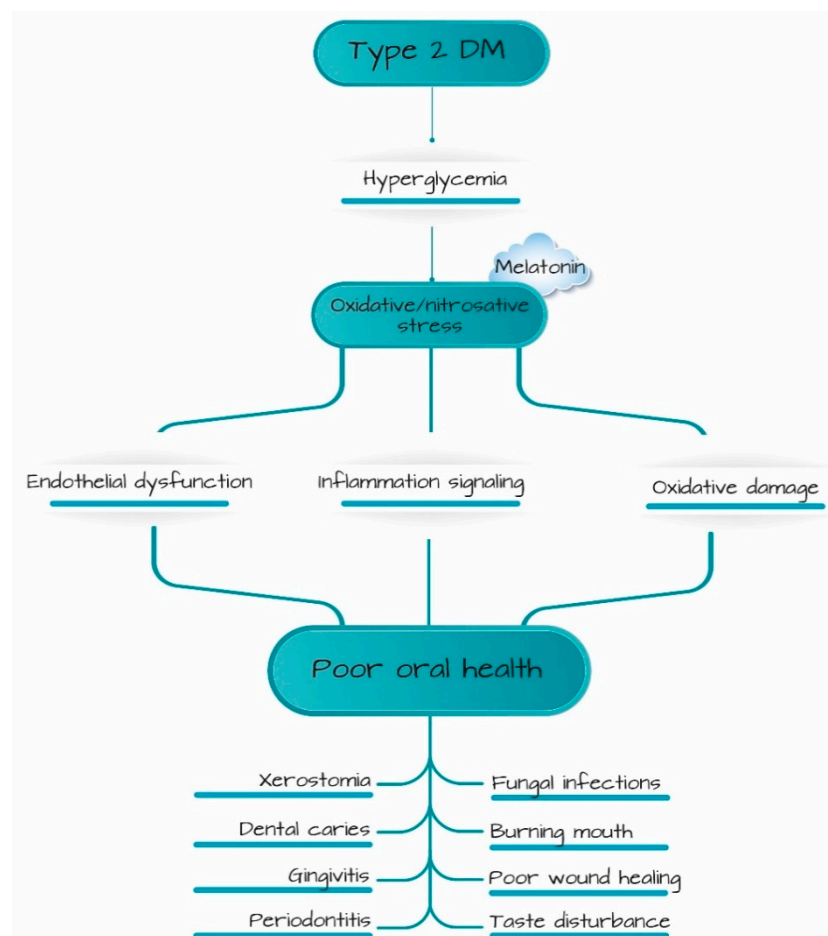 Type 2 DM
Hyperglycemia
Melatonin
Oxidative/nitrosative
stress
Endothelial dysfunction
Inflammation signaling
Oxidative damage
Poor oral health
Xerostomia
Fungal infections
Dental caries
Burning mouth
Gingivitis
Poor wound healing
Periodontitis
Taste disturbance